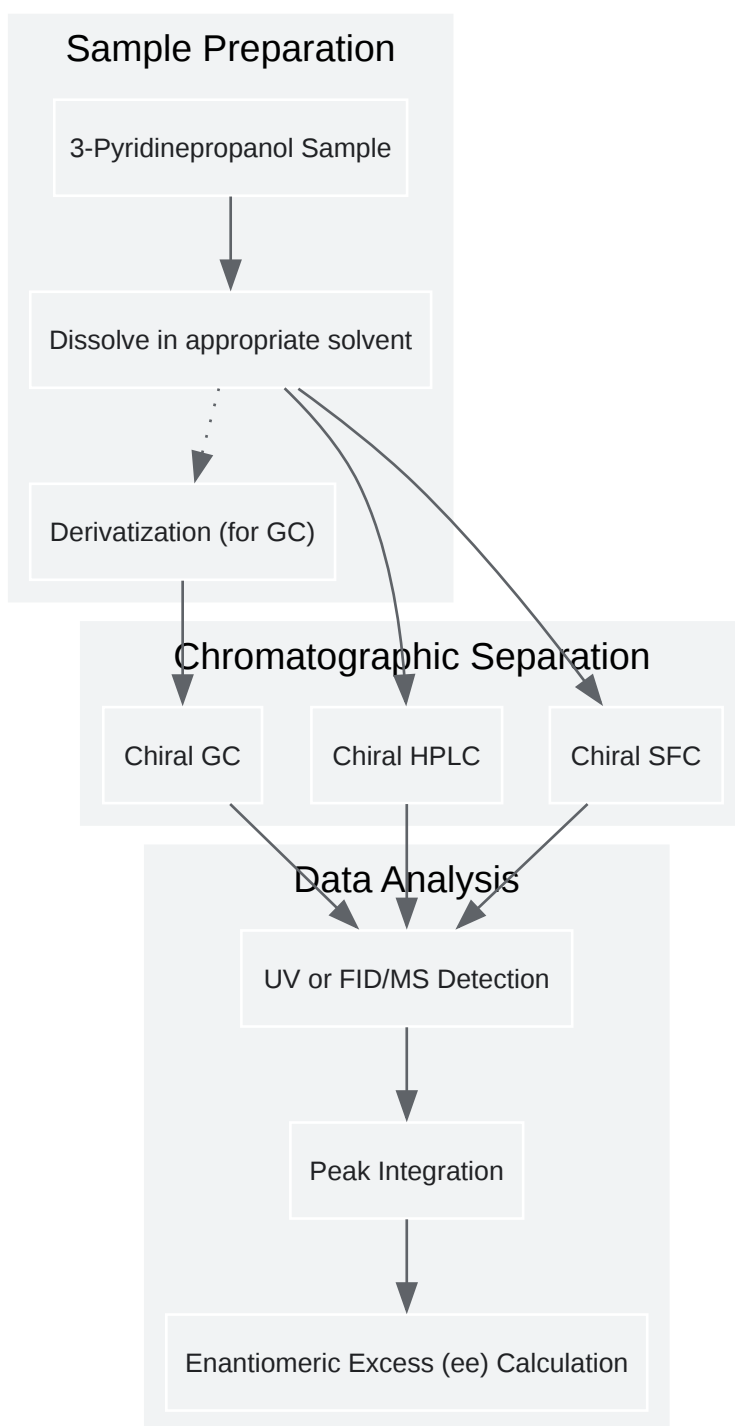 Sample Preparation
3-Pyridinepropanol Sample
Dissolve in appropriate solvent
Derivatization (for GC)
Chromatographic Separation
Chiral GC
Chiral HPLC
Chiral SFC
Data Analysis
UV or FID/MS Detection
Peak Integration
Enantiomeric Excess (ee) Calculation